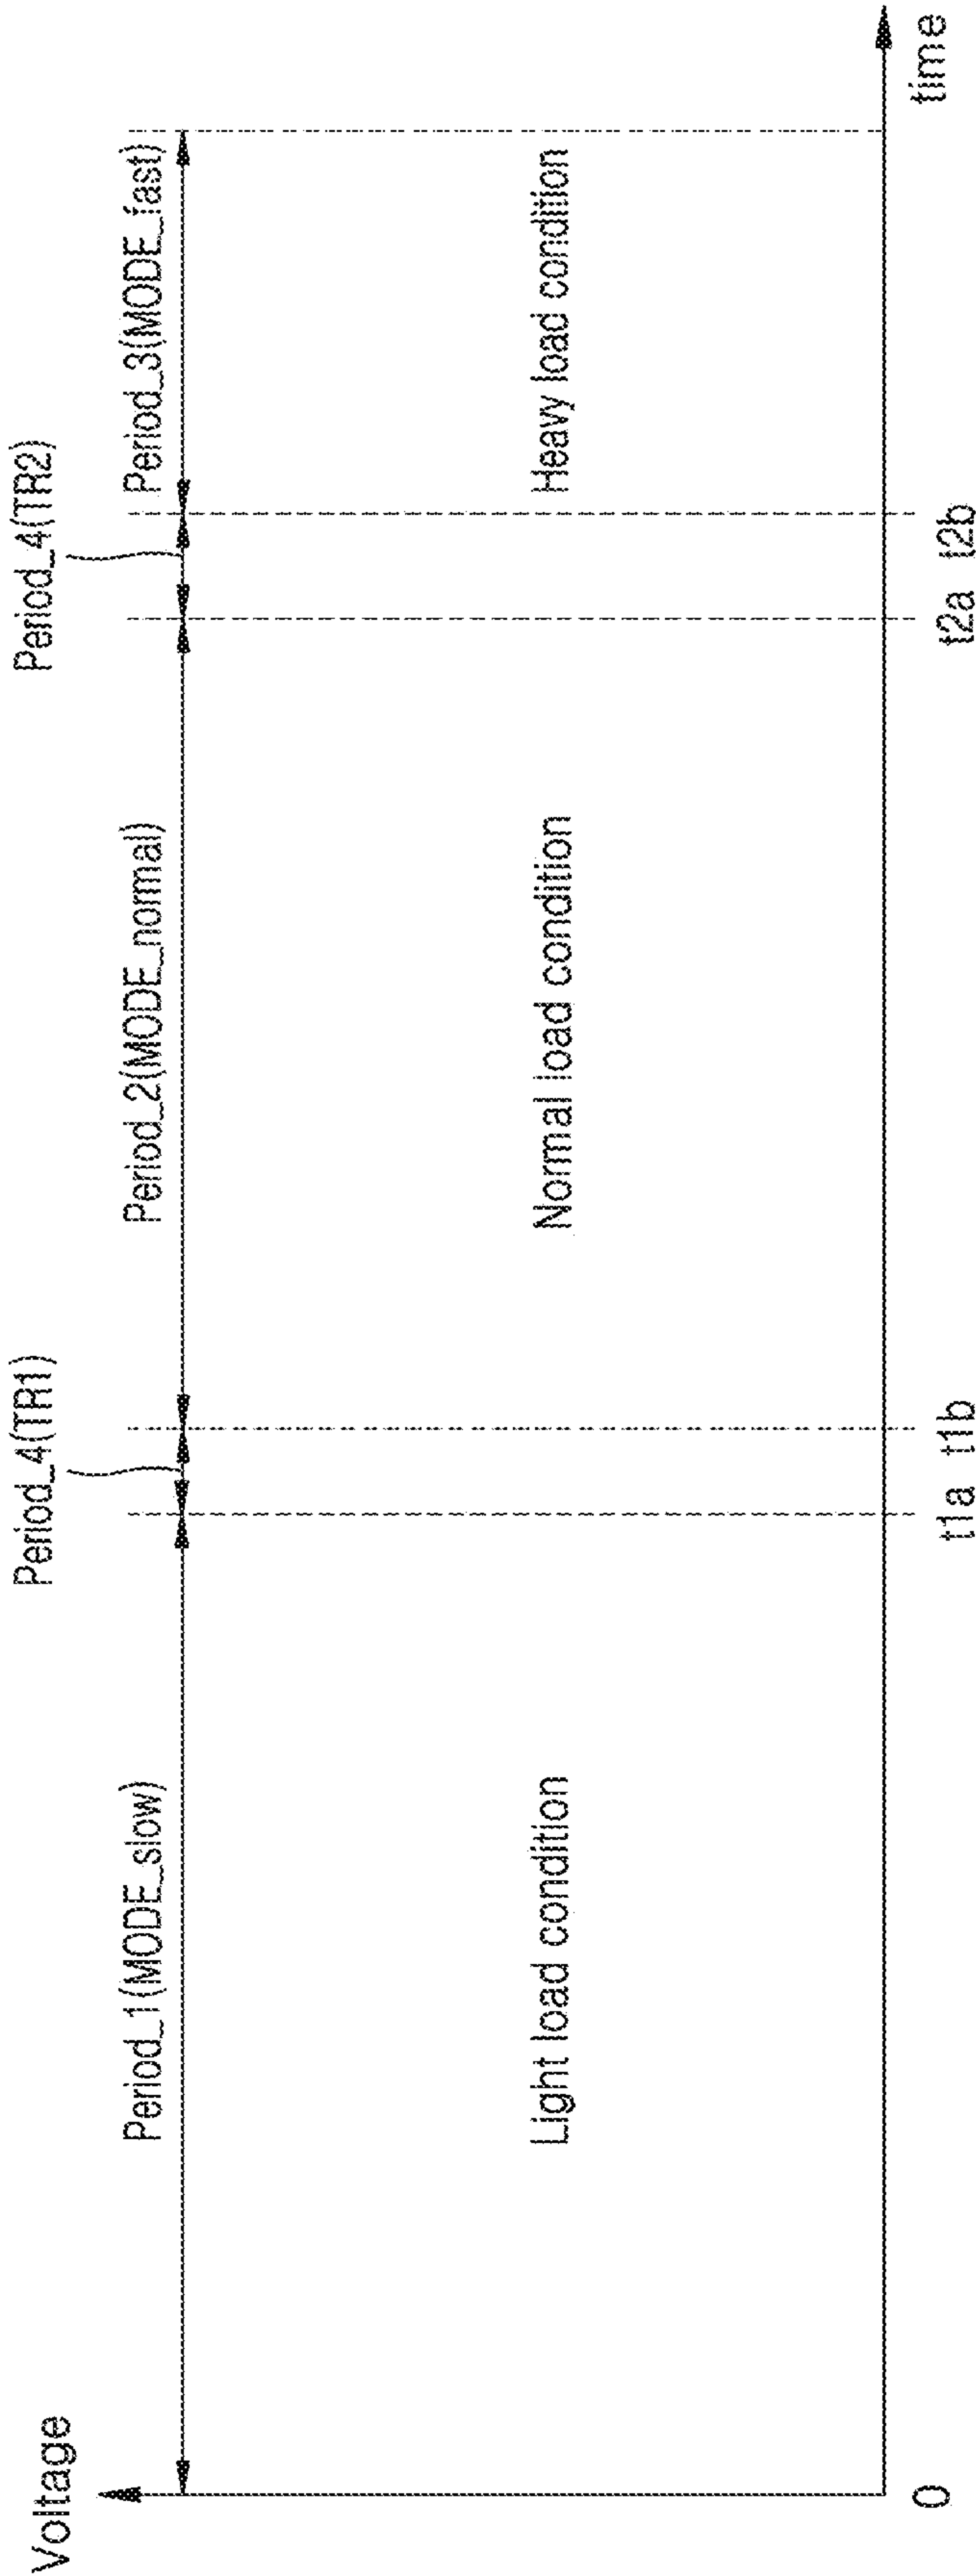 Voltage
Period_4(TR1)
Period_4(TR2)
Period_1(MODE_slow)
Period_2(MODE_normal)
Period_3(MODE_fast)
Light load condition
Normal load condition
Heavy load condition
0
t1a
t1b
t2a
t2b
time